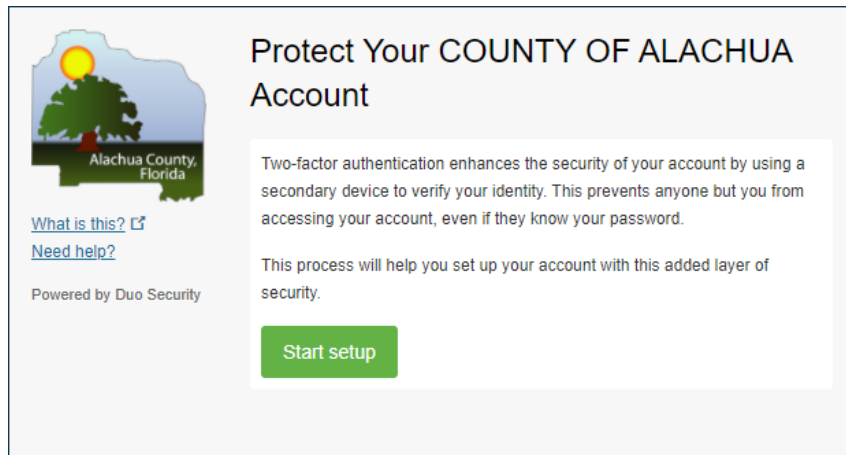 Alachua County,
Florida
What is this?
Need help?
Powered by Duo Security
Protect Your COUNTY OF ALACHUA
Account
Two-factor authentication enhances the security of your account by using a
secondary device to verify your identity. This prevents anyone but you from
accessing your account, even if they know your password.
This process will help you set up your account with this added layer of
security.
Start setup